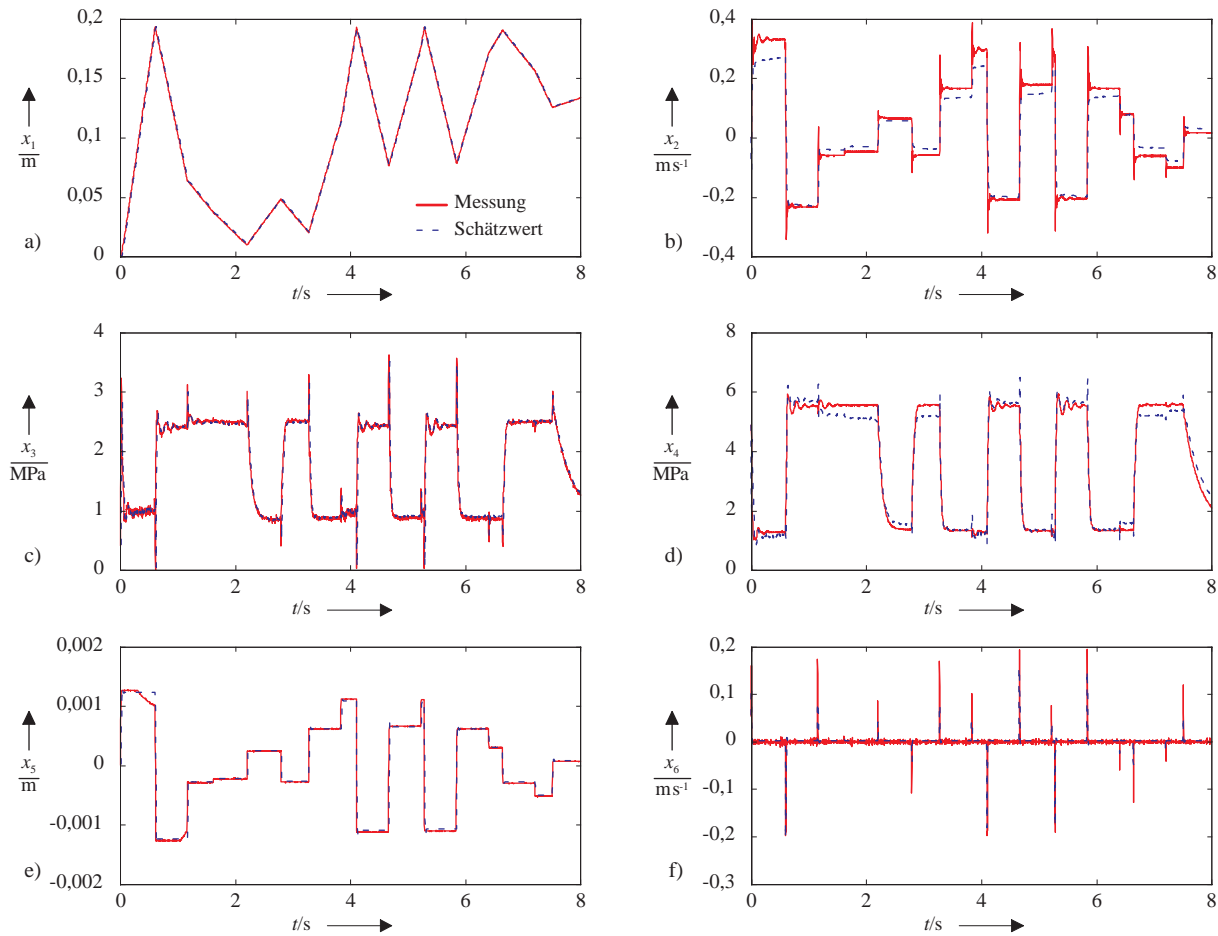 0,2
0,15
0,1
0,05
0
x1
m
Messung
Schätzwert
a)
0 2 4 6 8
t/s
0,4
0,2
0
-0,2
-0,4
x2
ms-1
b)
0 2 4 6 8
t/s
4
3
2
1
0
x3
MPa
c)
0 2 4 6 8
t/s
8
6
4
2
0
x4
MPa
d)
0 2 4 6 8
t/s
0,002
0,001
0
-0,001
-0,002
x5
m
e)
0 2 4 6 8
t/s
0,2
0,1
0
-0,1
-0,2
-0,3
x6
ms-1
f)
0 2 4 6 8
t/s